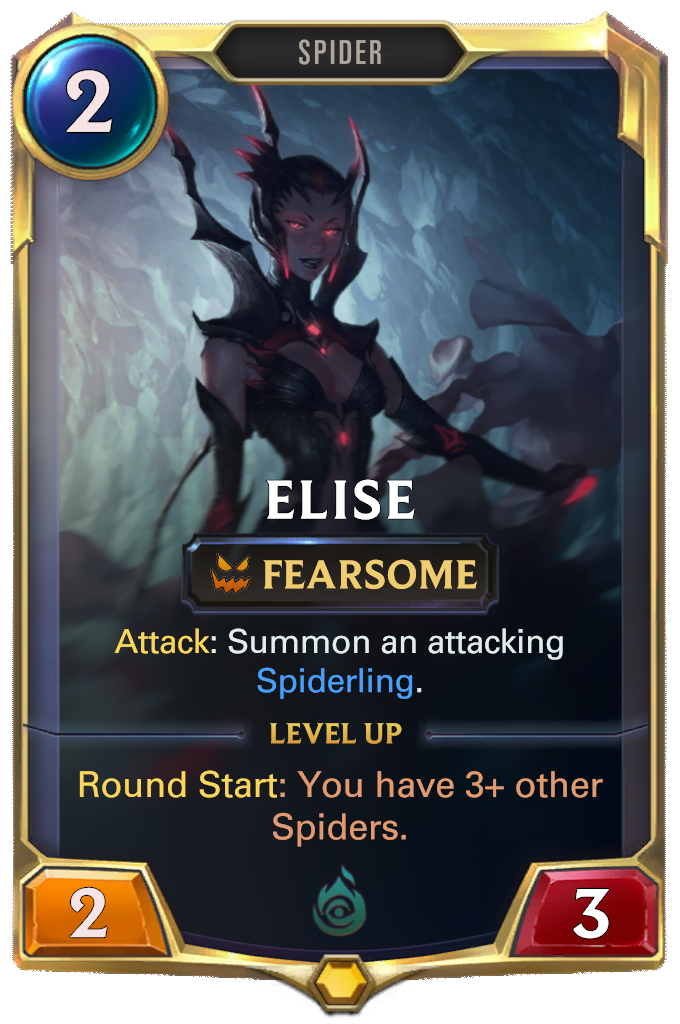 SPIDER
2
ELISE
FEARSOME
Attack: Summon an attacking
Spiderling.
LEVEL UP
Round Start: You have 3+ other
Spiders.
2
3